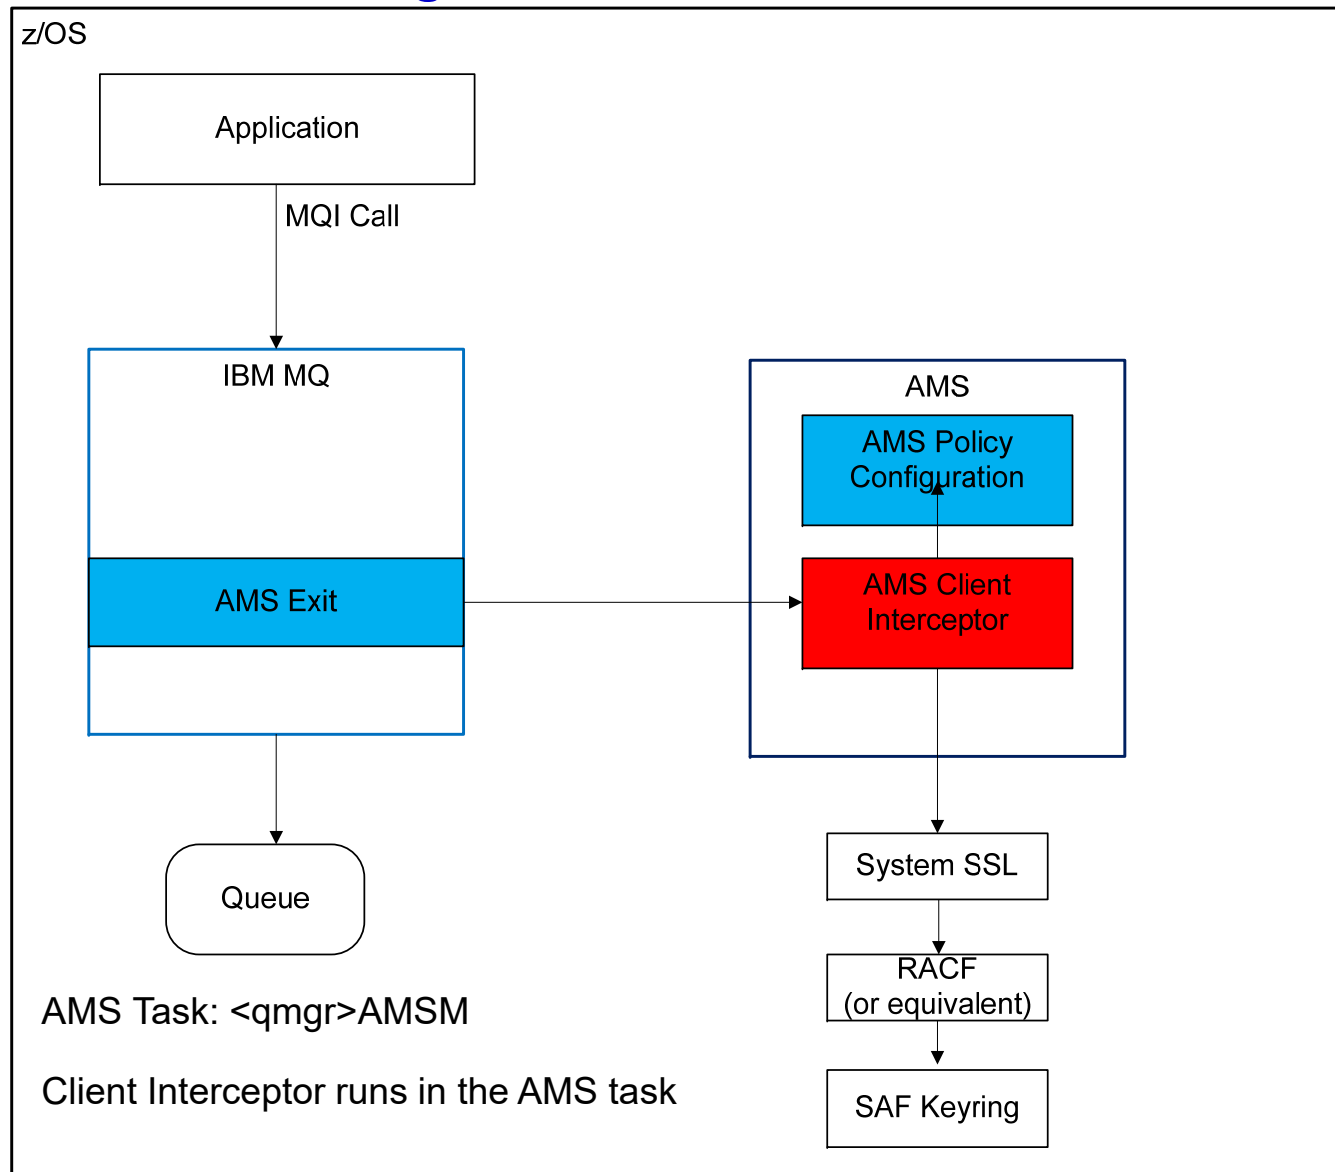 z/OS
Application
MQI Call
IBM MQ
AMS Exit
Queue
AMS
AMS Policy
Configuration
AMS Client
Interceptor
System SSL
RACF
(or equivalent)
SAF Keyring
AMS Task: <qmgr>AMSM
Client Interceptor runs in the AMS task